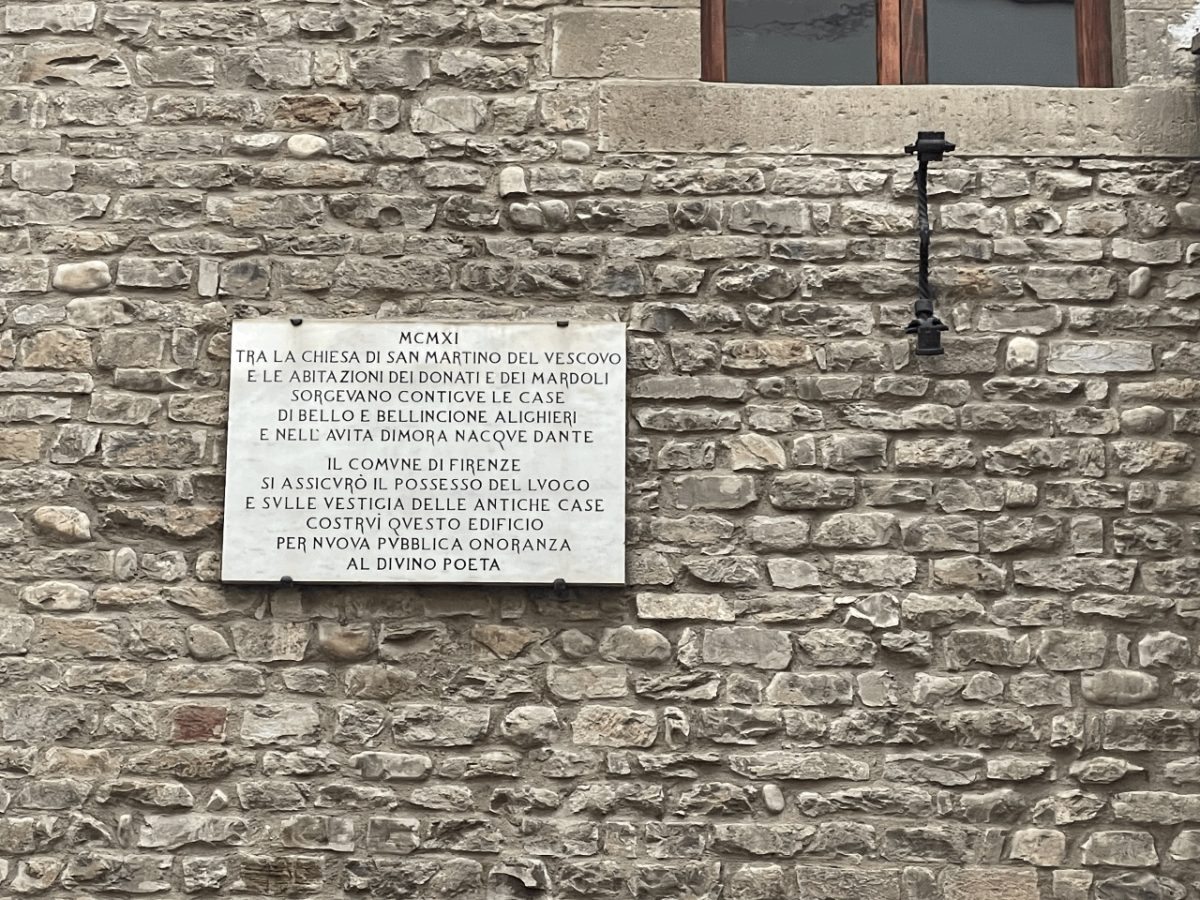 MCMXI
TRA LA CHIESA DI SAN MARTINO DEL VESCOVO
E LE ABITAZIONI DEI DONATI E DEI MARDOLI
SORGEVANO CONTIGVE LE CASE
DI BELLO E BELLINCIONE ALIGHIERI
E NELL' AVITA DIMORA NACQVE DANTE
IL COMVNE DI FIRENZE
SI ASSICVRÒ IL POSSESSO DEL LVOGO
E SVLLE VESTIGIA DELLE ANTICHE CASE
COSTRVÌ QVESTO EDIFICIO
PER NVOVA PVBBLICA ONORANZA
AL DIVINO POETA